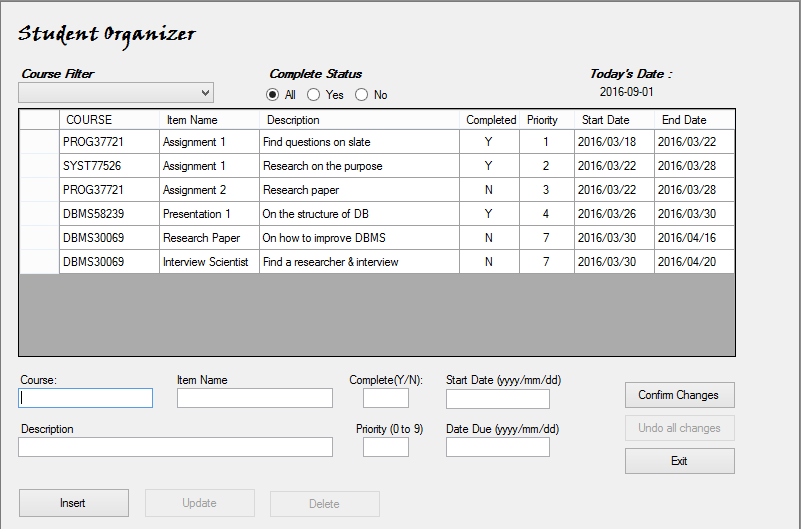 Student Organizer
Course Filter Complete Status Today's Date :
All Yes No 2016-09-01
COURSE Item Name Description Completed Priority Start Date End Date
PROG37721 Assignment 1 Find questions on slate Y 1 2016/03/18 2016/03/22
SYST77526 Assignment 1 Research on the purpose Y 2 2016/03/22 2016/03/28
PROG37721 Assignment 2 Research paper N 3 2016/03/22 2016/03/28
DBMS58239 Presentation 1 On the structure of DB Y 4 2016/03/26 2016/03/30
DBMS30069 Research Paper On how to improve DBMS N 7 2016/03/30 2016/04/16
DBMS30069 Interview Scientist Find a researcher & interview N 7 2016/03/30 2016/04/20
Course: Item Name Complete(Y/N): Start Date (yyyy/mm/dd)
Confirm Changes
Description Priority (0 to 9) Date Due (yyyy/mm/dd) Undo all changes
Exit
Insert Update Delete